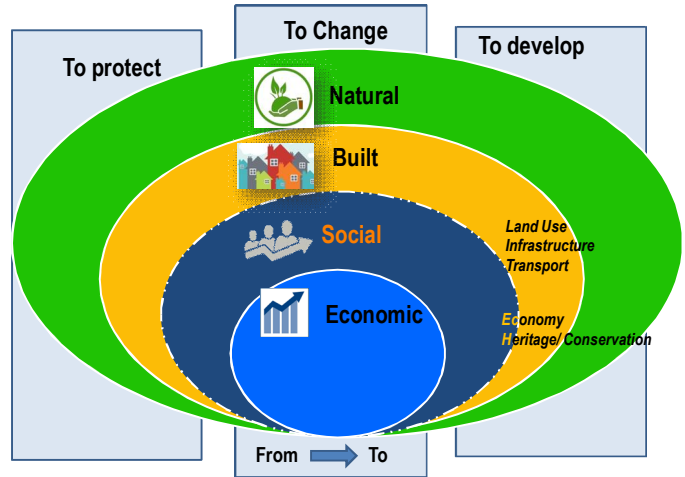 To protect
To Change
To develop
Natural
Built
Social
Economic
Land Use
Infrastructure
Transport
Economy
Heritage/ Conservation
From
To